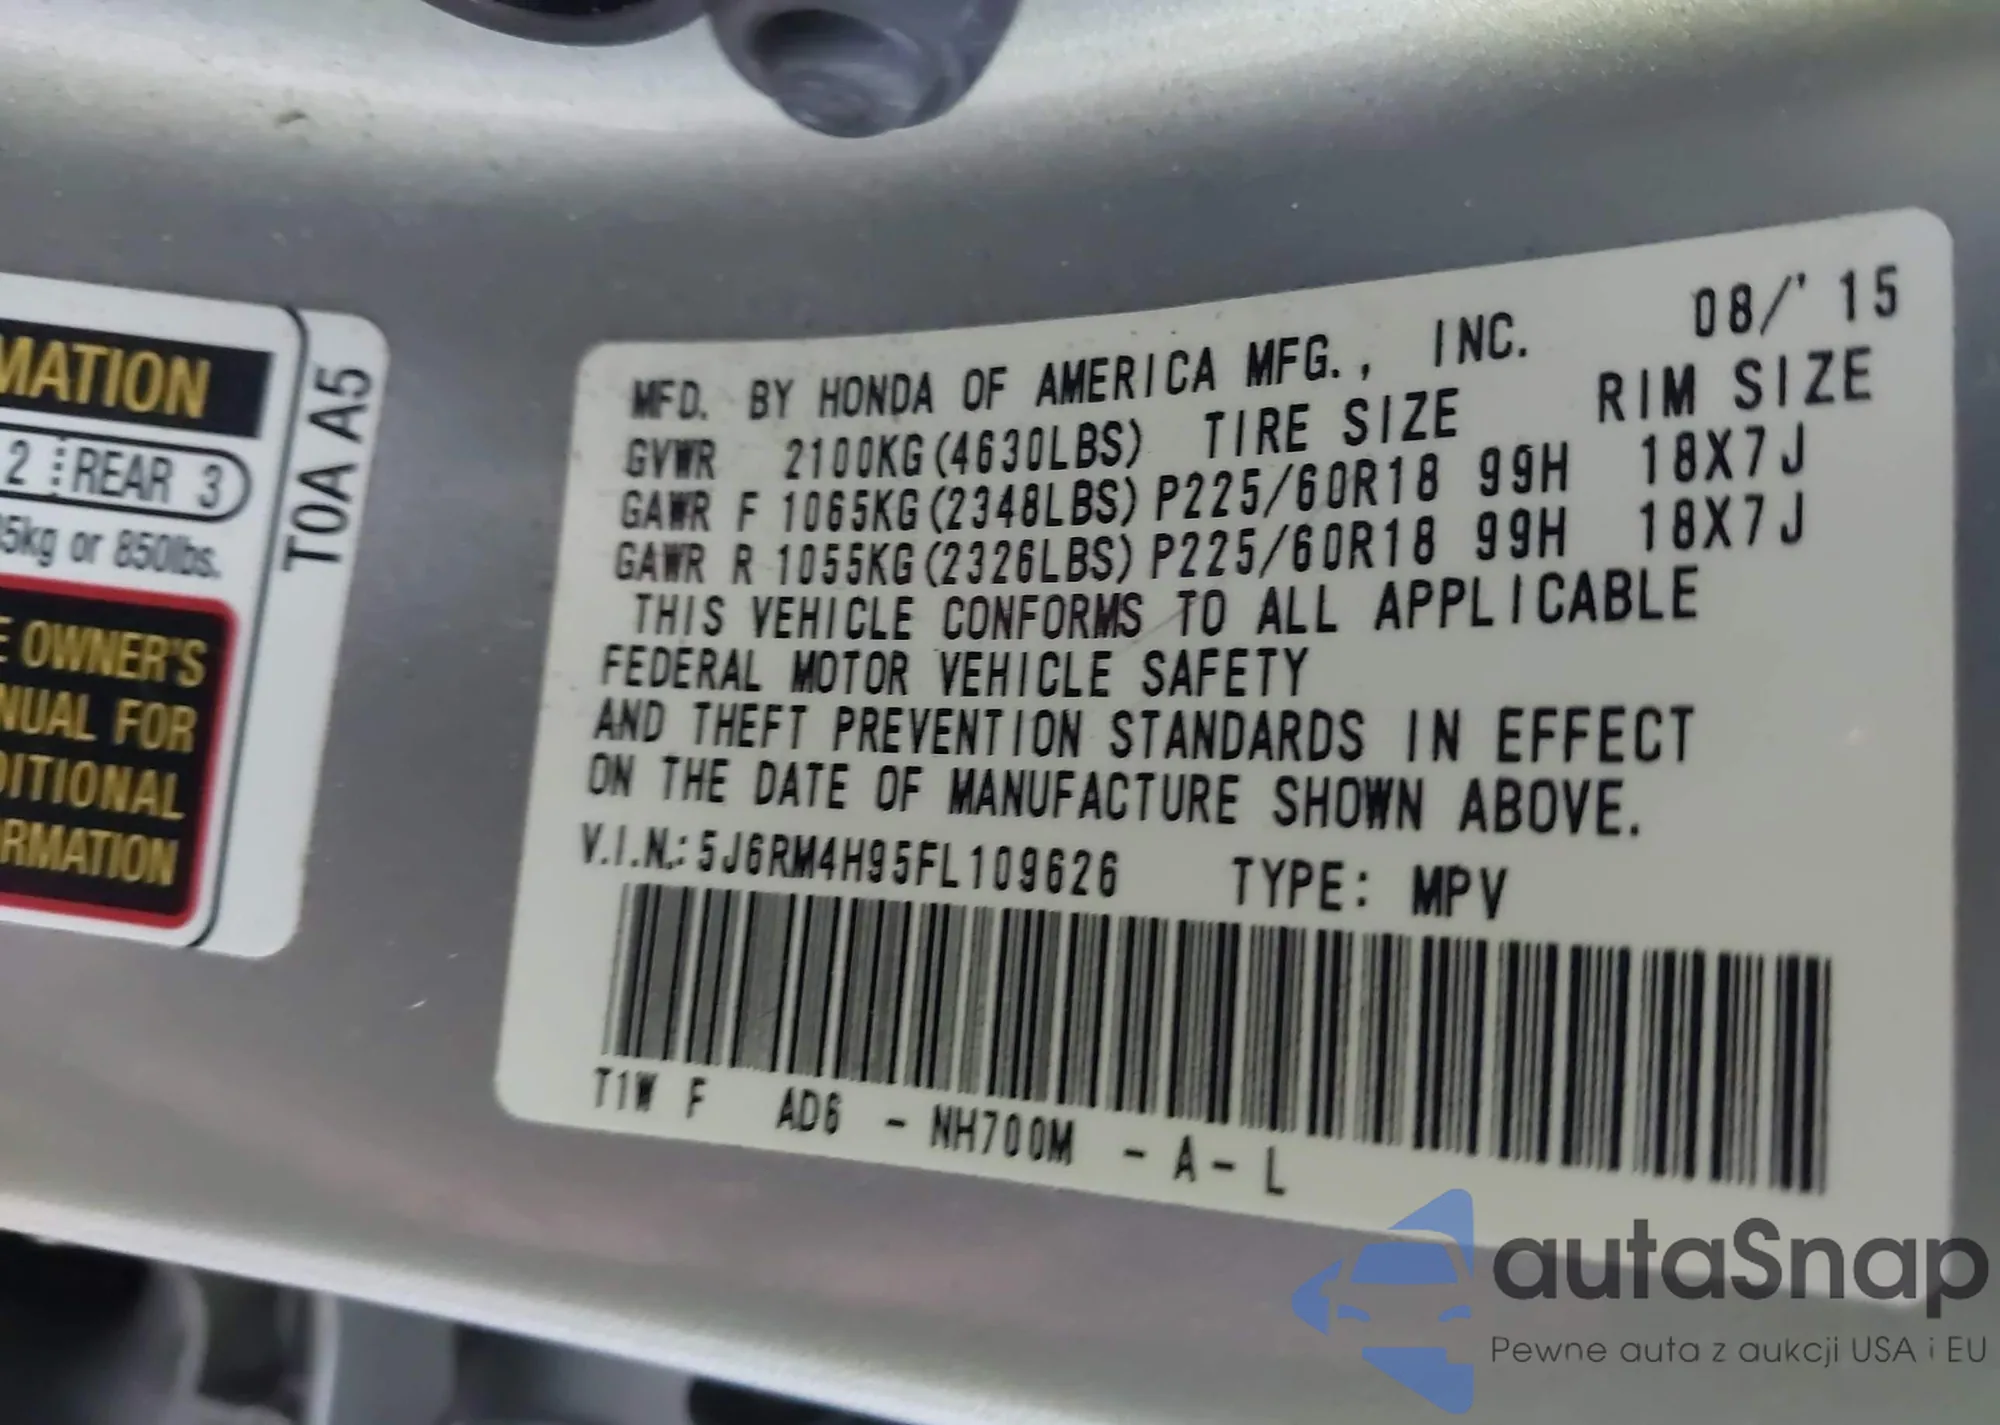 MATION
2 REAR 3
5kg or 850lbs.
E OWNER'S
NUAL FOR
DITIONAL
RMATION
T0A A5
MFD. BY HONDA OF AMERICA MFG., INC. 08/'15
GVWR 2100KG(4630LBS) TIRE SIZE RIM SIZE
GAWR F 1065KG(2348LBS) P225/60R18 99H 18X7J
GAWR R 1055KG(2326LBS) P225/60R18 99H 18X7J
THIS VEHICLE CONFORMS TO ALL APPLICABLE
FEDERAL MOTOR VEHICLE SAFETY
AND THEFT PREVENTION STANDARDS IN EFFECT
ON THE DATE OF MANUFACTURE SHOWN ABOVE.
V.I.N.: 5J6RM4H95FL109626 TYPE: MPV
T1W F AD6 - NH700M - A - L
autaSnap
Pewne auta z aukcji USA i EU